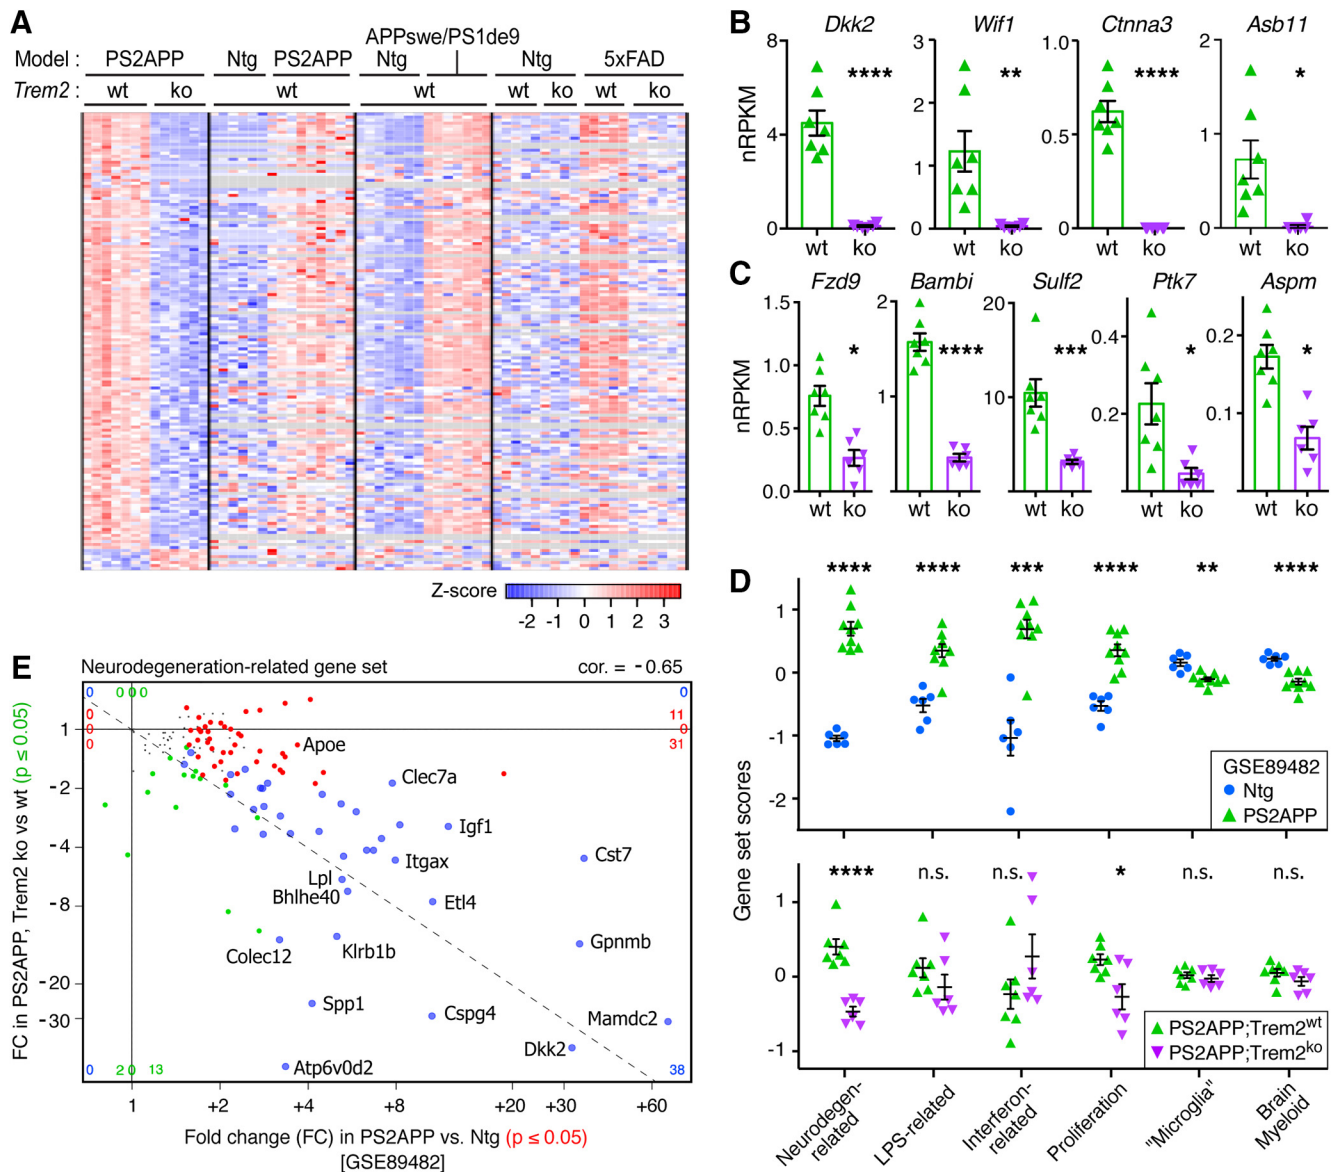 A
APPswe/PS1de9
Model : PS2APP Ntg PS2APP Ntg Ntg 5xFAD
Trem2 : wt ko wt wt wt ko wt ko
Z-score
-2 -1 0 1 2 3
B
Dkk2 Wif1 Ctnna3 Asb11
nRPKM
8 4 0
**** wt ko
3 2 1 0
** wt ko
1.0 0.5 0
**** wt ko
2 1 0
* wt ko
C
Fzd9 Bambi Sulf2 Ptk7 Aspm
nRPKM
1.5 1.0 0.5 0.0
* wt ko
2 1
**** wt ko
20 10
*** wt ko
0.4 0.2
* wt ko
0.2 0.1
* wt ko
D
**** **** *** **** ** ****
1
0
-1
-2
GSE89482
Ntg
PS2APP
Gene set scores
**** n.s. n.s. * n.s. n.s.
1
0
-1
PS2APP;Trem2wt
PS2APP;Trem2ko
Neurodegen-
related
LPS-related
Interferon-
related
Proliferation
"Microglia"
Brain
Myeloid
E
Neurodegeneration-related gene set cor. = -0.65
0 0 0 0 0
0 11
0
0 31
Apoe
Clec7a
Igf1
Itgax
Cst7
Lpl
Bhlhe40
Etl4
Gpnmb
Colec12
Klrb1b
Spp1
Cspg4
Mamdc2
Dkk2
Atp6v0d2
0 2 0 13 38
1
-2
-4
-8
-20
-30
FC in PS2APP, Trem2 ko vs wt (p ≤ 0.05)
1 +2 +4 +8 +20 +30 +60
Fold change (FC) in PS2APP vs. Ntg (p ≤ 0.05)
[GSE89482]